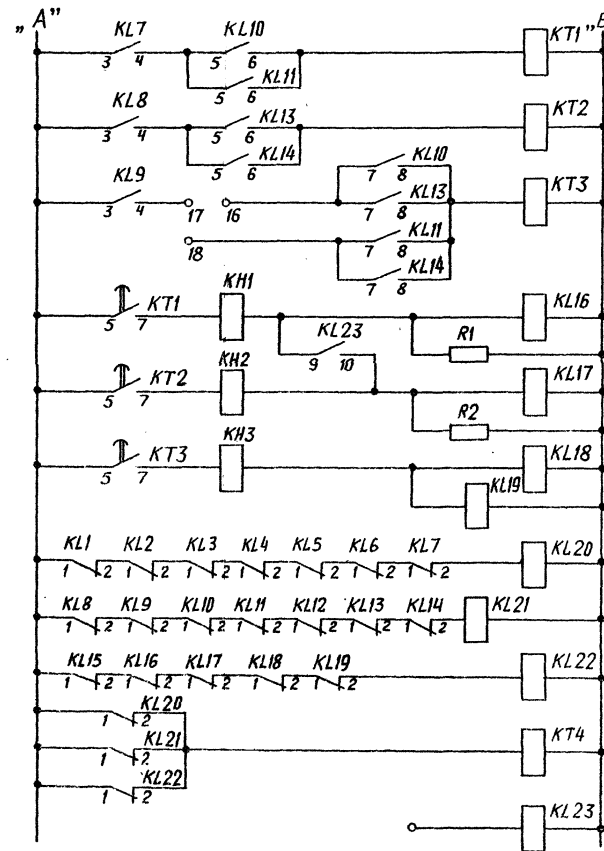 „A" "Б
KL7 KL10 KT1
3 4 5 6
KL11
5 6
KL8 KL13 KT2
3 4 5 6
KL14
5 6
KL9 KL10 KT3
3 4 17 16 7 8
KL13
7 8
18 KL11
7 8
KL14
7 8
KT1 KH1 KL16
5 7
KL23 R1
9 10
KT2 KH2 KL17
5 7
R2
KT3 KH3 KL18
5 7
KL19
KL1 KL2 KL3 KL4 KL5 KL6 KL7 KL20
1 2 1 2 1 2 1 2 1 2 1 2 1 2
KL8 KL9 KL10 KL11 KL12 KL13 KL14 KL21
1 2 1 2 1 2 1 2 1 2 1 2 1 2
KL15 KL16 KL17 KL18 KL19 KL22
1 2 1 2 1 2 1 2 1 2
KL20
1 2
KL21 KT4
1 2
KL22
1 2
KL23